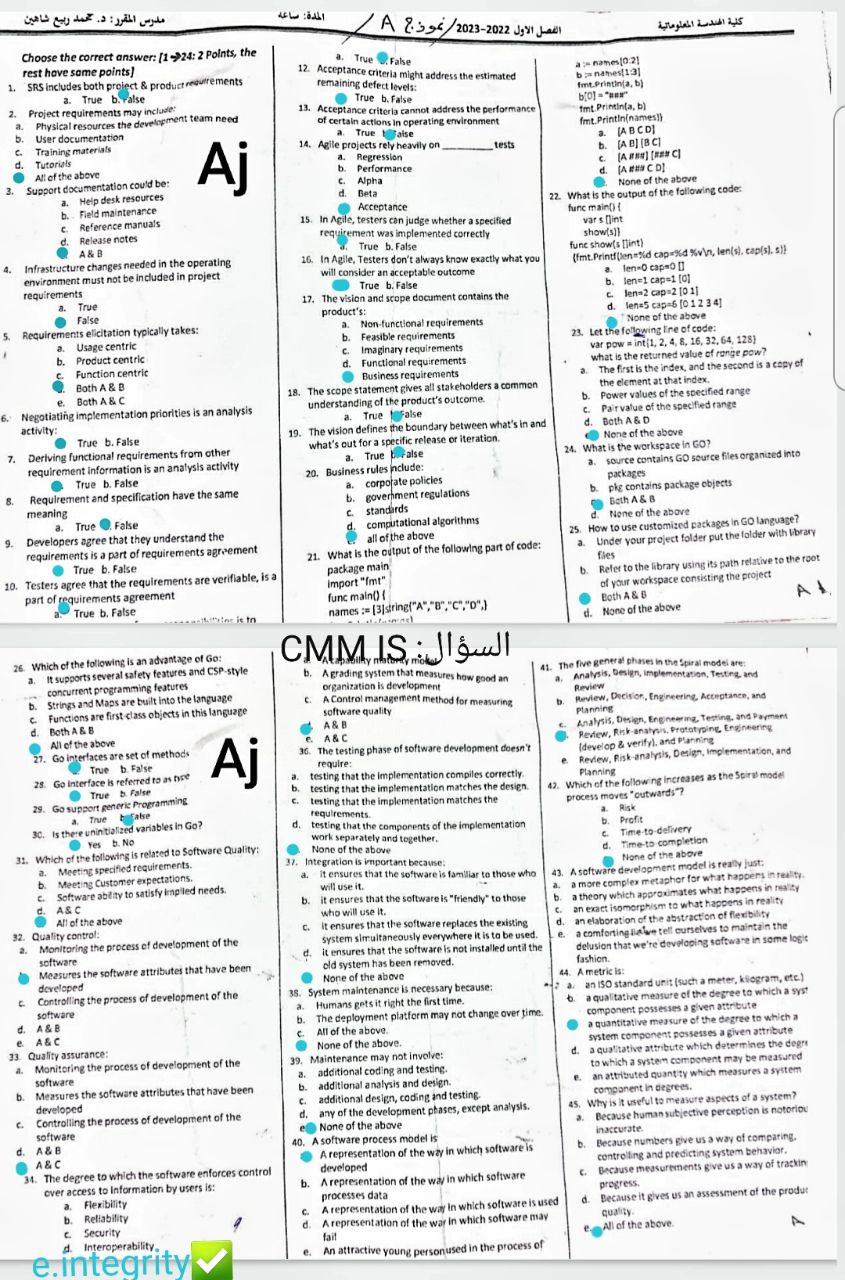 مدرس المقرر: د. محمد ربيع شاهين
المدة: ساعة
الفصل الاول 2022-2023 / نموذج A /
كلية الهندسة المعلوماتية
Choose the correct answer: [1→24: 2 Points, the
rest have same points]
1. SRS includes both project & product requirements
a. True b. False
2. Project requirements may include:
a. Physical resources the development team need
b. User documentation
c. Training materials
d. Tutorials
All of the above
3. Support documentation could be:
a. Help desk resources
b. Field maintenance
c. Reference manuals
d. Release notes
A & B
Aj
4. Infrastructure changes needed in the operating
environment must not be included in project
requirements
a. True
False
5. Requirements elicitation typically takes:
a. Usage centric
b. Product centric
c. Function centric
Both A & B
e. Both A & C
6. Negotiating implementation priorities is an analysis
activity:
True b. False
7. Deriving functional requirements from other
requirement information is an analysis activity
True b. False
8. Requirement and specification have the same
meaning
a. True False
9. Developers agree that they understand the
requirements is a part of requirements agreement
True b. False
10. Testers agree that the requirements are verifiable, is a
part of requirements agreement
a. True b. False
a. True False
12. Acceptance criteria might address the estimated
remaining defect levels:
True b. False
13. Acceptance criteria cannot address the performance
of certain actions in operating environment
a. True False
14. Agile projects rely heavily on ________ tests
a. Regression
b. Performance
c. Alpha
d. Beta
Acceptance
15. In Agile, testers can judge whether a specified
requirement was implemented correctly
True b. False
16. In Agile, Testers don't always know exactly what you
will consider an acceptable outcome
True b. False
17. The vision and scope document contains the
product's:
a. Non-functional requirements
b. Feasible requirements
c. Imaginary requirements
d. Functional requirements
Business requirements
18. The scope statement gives all stakeholders a common
understanding of the product's outcome.
a. True False
19. The vision defines the boundary between what's in and
what's out for a specific release or iteration.
a. True b. False
20. Business rules include:
a. corporate policies
b. government regulations
c. standards
d. computational algorithms
all of the above
21. What is the output of the following part of code:
package main
import "fmt"
func main() {
names := [3]string{"A","B","C","D",}
a := names[0:2]
b := names[1:3]
fmt.Println(a, b)
b[0] = "###"
fmt.Println(a, b)
fmt.Println(names)}
a. [A B C D]
b. [A B] [B C]
c. [A ###] [### C]
d. [A ### C D]
None of the above
22. What is the output of the following code:
func main() {
var s []int
show(s)}
func show(s []int)
{fmt.Printf("len=%d cap=%d %v\n, len(s), cap(s), s)}
a. len=0 cap=0 []
b. len=1 cap=1 [0]
c. len=2 cap=2 [0 1]
d. len=5 cap=6 [0 1 2 3 4]
None of the above
23. Let the following line of code:
var pow = int{1, 2, 4, 8, 16, 32, 64, 128}
what is the returned value of range pow?
a. The first is the index, and the second is a copy of
the element at that index.
b. Power values of the specified range
c. Pair value of the specified range
d. Both A & D
None of the above
24. What is the workspace in GO?
a. source contains GO source files organized into
packages
b. pkg contains package objects
Both A & B
d. None of the above
25. How to use customized packages in GO language?
a. Under your project folder put the folder with library
files
b. Refer to the library using its path relative to the root
of your workspace consisting the project
Both A & B
d. None of the above
السؤال: CMM IS
26. Which of the following is an advantage of Go:
a. It supports several safety features and CSP-style
concurrent programming features
b. Strings and Maps are built into the language
c. Functions are first-class objects in this language
d. Both A & B
All of the above
27. Go interfaces are set of methods
True b. False
28. Go interface is referred to as type
True b. False
29. Go support generic Programming
a. True False
30. Is there uninitialized variables in Go?
Yes b. No
Aj
31. Which of the following is related to Software Quality:
a. Meeting specified requirements.
b. Meeting Customer expectations.
c. Software ability to satisfy implied needs.
d. A & C
All of the above
32. Quality control:
a. Monitoring the process of development of the
software
Measures the software attributes that have been
developed
c. Controlling the process of development of the
software
d. A & B
e. A & C
33. Quality assurance:
a. Monitoring the process of development of the
software
b. Measures the software attributes that have been
developed
c. Controlling the process of development of the
software
d. A & B
A & C
34. The degree to which the software enforces control
over access to Information by users is:
a. Flexibility
b. Reliability
c. Security
d. Interoperability
e.integrity
a. A capability maturity model
b. A grading system that measures how good an
organization is development
c. A Control management method for measuring
software quality
A & B
e. A & C
36. The testing phase of software development doesn't
require:
a. testing that the implementation compiles correctly.
b. testing that the implementation matches the design.
c. testing that the implementation matches the
requirements.
d. testing that the components of the implementation
work separately and together.
None of the above
37. Integration is important because:
a. it ensures that the software is familiar to those who
will use it.
b. it ensures that the software is "friendly" to those
who will use it.
c. it ensures that the software replaces the existing
system simultaneously everywhere it is to be used.
d. it ensures that the software is not installed until the
old system has been removed.
None of the above
38. System maintenance is necessary because:
a. Humans gets it right the first time.
b. The deployment platform may not change over time.
c. All of the above.
None of the above.
39. Maintenance may not involve:
a. additional coding and testing.
b. additional analysis and design.
c. additional design, coding and testing.
d. any of the development phases, except analysis.
e. None of the above
40. A software process model is
A representation of the way in which software is
developed
b. A representation of the way in which software
processes data
c. A representation of the way in which software is used
d. A representation of the way in which software may
fail
e. An attractive young person used in the process of
41. The five general phases in the Spiral model are:
a. Analysis, Design, Implementation, Testing, and
Review
b. Review, Decision, Engineering, Acceptance, and
Planning
c. Analysis, Design, Engineering, Testing, and Payment
Review, Risk-analysis, Prototyping, Engineering
(develop & verify), and Planning
e. Review, Risk-analysis, Design, Implementation, and
Planning
42. Which of the following increases as the Spiral model
process moves "outwards"?
a. Risk
b. Profit
c. Time-to-delivery
d. Time-to-completion
None of the above
43. A software development model is really just:
a. a more complex metaphor for what happens in reality.
b. a theory which approximates what happens in reality
c. an exact isomorphism to what happens in reality
d. an elaboration of the abstraction of flexibility
e. a comforting lie we tell ourselves to maintain the
delusion that we're developing software in some logic
fashion.
44. A metric is:
a. an ISO standard unit (such a meter, kilogram, etc.)
b. a qualitative measure of the degree to which a syst
component possesses a given attribute
a quantitative measure of the degree to which a
system component possesses a given attribute
d. a qualitative attribute which determines the degre
to which a system component may be measured
e. an attributed quantity which measures a system
component in degrees.
45. Why is it useful to measure aspects of a system?
a. Because human subjective perception is notoriou
inaccurate.
b. Because numbers give us a way of comparing,
controlling and predicting system behavior.
c. Because measurements give us a way of trackin
progress.
d. Because it gives us an assessment of the produc
quality.
e. All of the above.
A